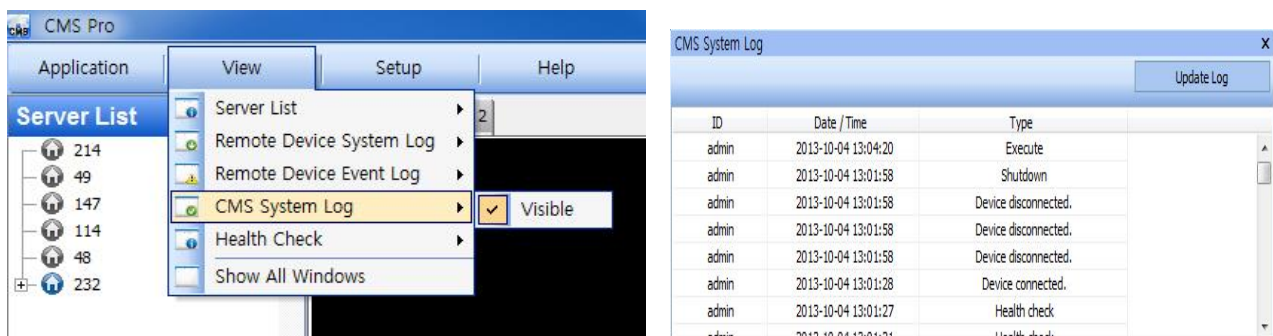 CMS Pro
Application View Setup Help
Server List
2
214
49
147
114
48
232
Server List
Remote Device System Log
Remote Device Event Log
CMS System Log
Visible
Health Check
Show All Windows
CMS System Log X
Update Log
ID Date / Time Type
admin 2013-10-04 13:04:20 Execute
admin 2013-10-04 13:01:58 Shutdown
admin 2013-10-04 13:01:58 Device disconnected.
admin 2013-10-04 13:01:58 Device disconnected.
admin 2013-10-04 13:01:58 Device disconnected.
admin 2013-10-04 13:01:28 Device connected.
admin 2013-10-04 13:01:27 Health check